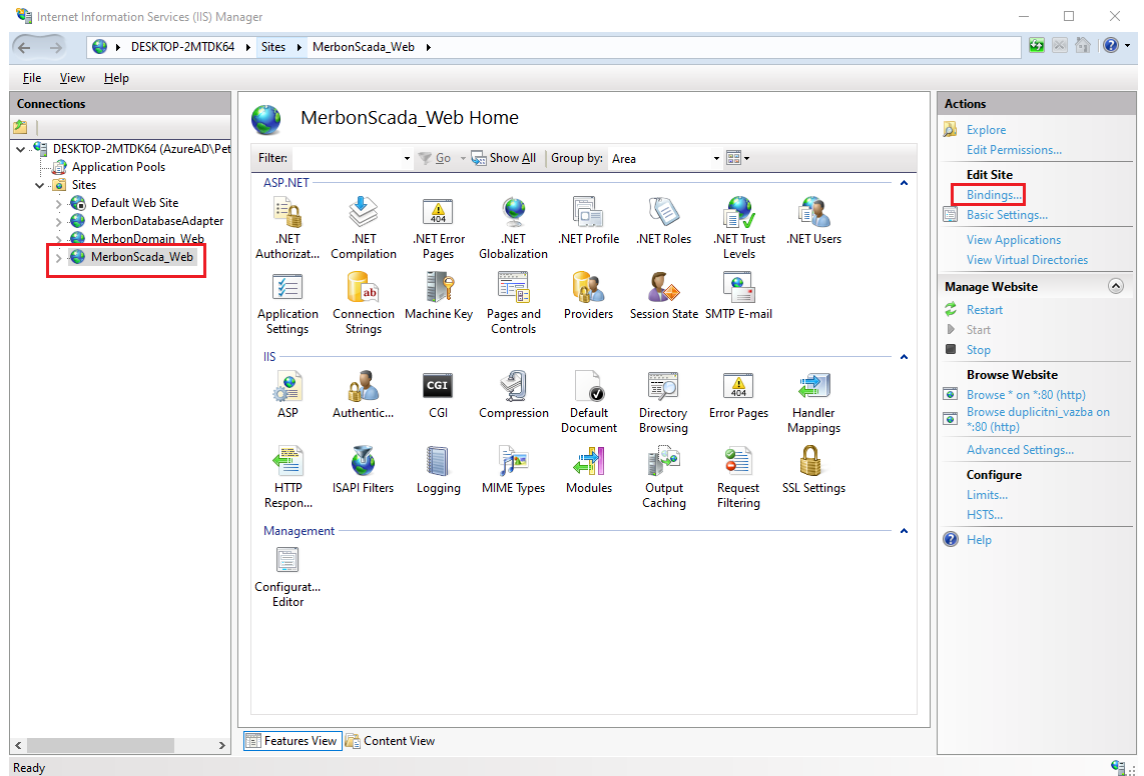 Internet Information Services (IIS) Manager
DESKTOP-2MTDK64 Sites MerbonScada_Web
File View Help
Connections
DESKTOP-2MTDK64 (AzureAD\Pet
Application Pools
Sites
Default Web Site
MerbonDatabaseAdapter
MerbonDomain_Web
MerbonScada_Web
MerbonScada_Web Home
Filter: Go Show All Group by: Area
ASP.NET
.NET Authorizat...
.NET Compilation
.NET Error Pages
.NET Globalization
.NET Profile
.NET Roles
.NET Trust Levels
.NET Users
Application Settings
Connection Strings
Machine Key
Pages and Controls
Providers
Session State
SMTP E-mail
IIS
ASP
Authentic...
CGI
Compression
Default Document
Directory Browsing
Error Pages
Handler Mappings
HTTP Respon...
ISAPI Filters
Logging
MIME Types
Modules
Output Caching
Request Filtering
SSL Settings
Management
Configurat... Editor
Features View Content View
Actions
Explore
Edit Permissions...
Edit Site
Bindings...
Basic Settings...
View Applications
View Virtual Directories
Manage Website
Restart
Start
Stop
Browse Website
Browse * on *:80 (http)
Browse duplicitni_vazba on
*:80 (http)
Advanced Settings...
Configure
Limits...
HSTS...
Help
Ready